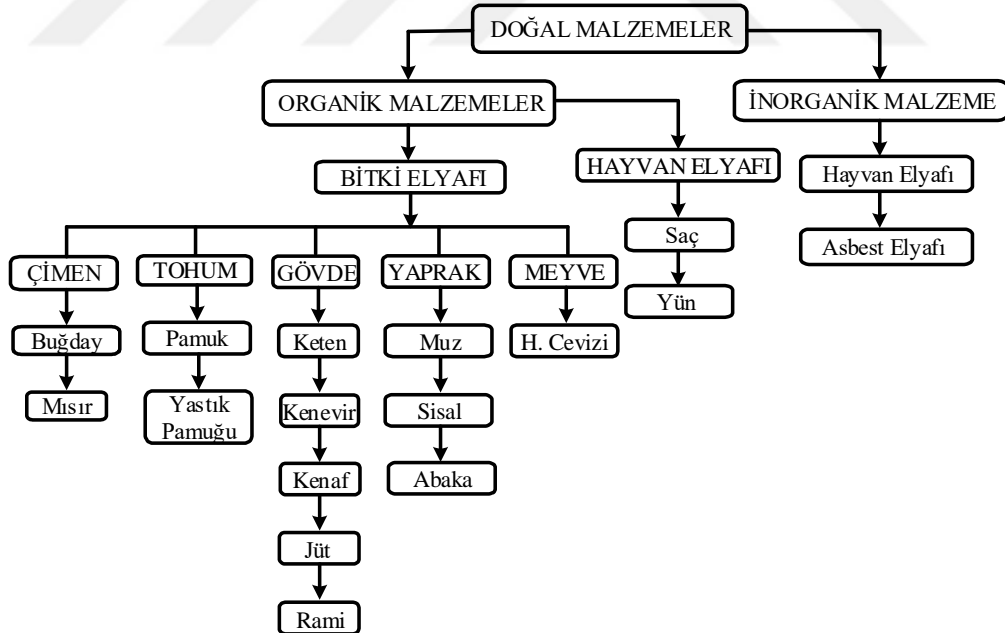 DOĞAL MALZEMELER
ORGANİK MALZEMELER
İNORGANİK MALZEME
BİTKİ ELYAFI
HAYVAN ELYAFI
Hayvan Elyafı
Saç
Asbest Elyafı
Yün
ÇİMEN
TOHUM
GÖVDE
YAPRAK
MEYVE
Buğday
Pamuk
Keten
Muz
H. Cevizi
Mısır
Yastık
Pamuğu
Kenevir
Sisal
Kenaf
Abaka
Jüt
Rami